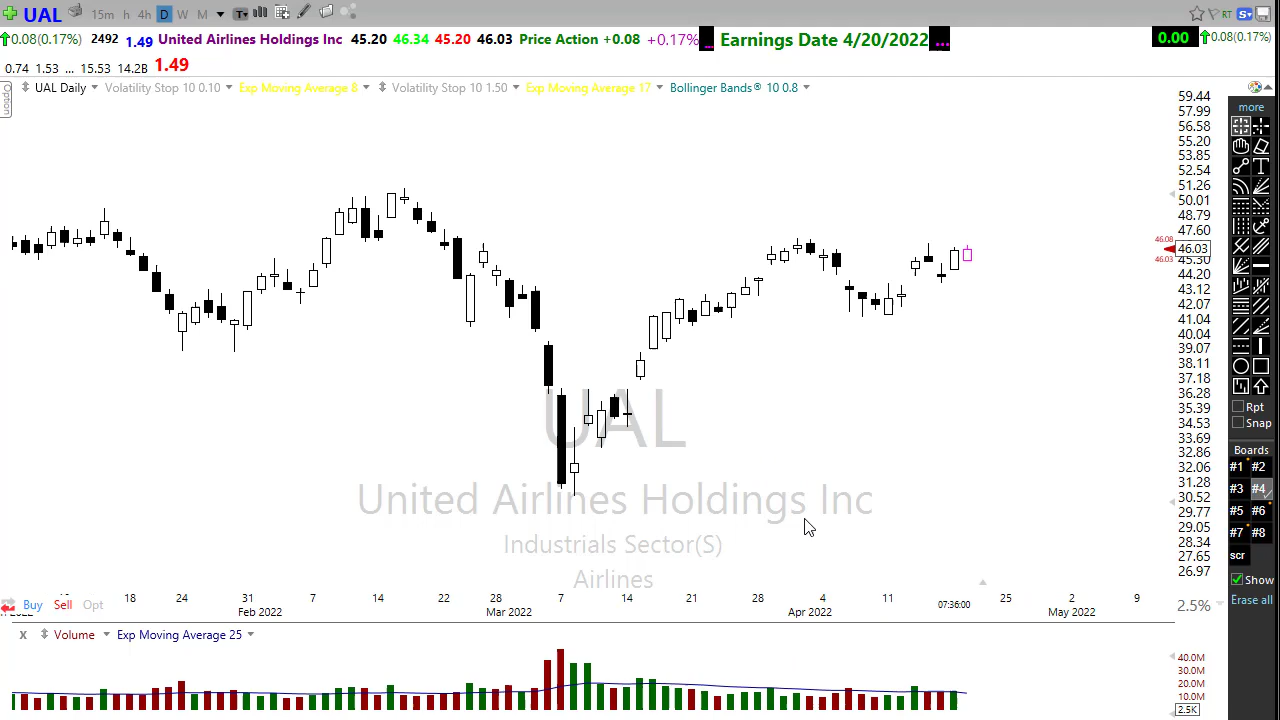 UAL 15m h 4h D W M T RT S
0.08(0.17%) 2492 1.49 United Airlines Holdings Inc 45.20 46.34 45.20 46.03 Price Action +0.08 +0.17% ... Earnings Date 4/20/2022 ... 0.00 0.08(0.17%)
0.74 1.53 ... 15.53 14.2B 1.49
Option
UAL Daily Volatility Stop 10 0.10 Exp Moving Average 8 Volatility Stop 10 1.50 Exp Moving Average 17 Bollinger Bands® 10 0.8
59.44
57.99
56.58
55.20
53.85
52.54
51.26
50.01
48.79
47.60
46.08
46.03
46.03
45.30
44.20
43.12
42.07
41.04
40.04
39.07
38.11
37.18
36.28
35.39
34.53
33.69
32.86
32.06
31.28
30.52
29.77
29.05
28.34
27.65
26.97
more
T
Rpt
Snap
Boards
#1 #2
#3 #4
#5 #6
#7 #8
scr
Show
Erase all
UAL
United Airlines Holdings Inc
Industrials Sector(S)
Airlines
18 24 31 7 14 22 28 7 14 21 28 4 11 07:36:00 25 2 9
Feb 2022 Mar 2022 Apr 2022 May 2022
Buy Sell Opt
2.5%
X Volume Exp Moving Average 25
40.0M
30.0M
20.0M
10.0M
2.5K